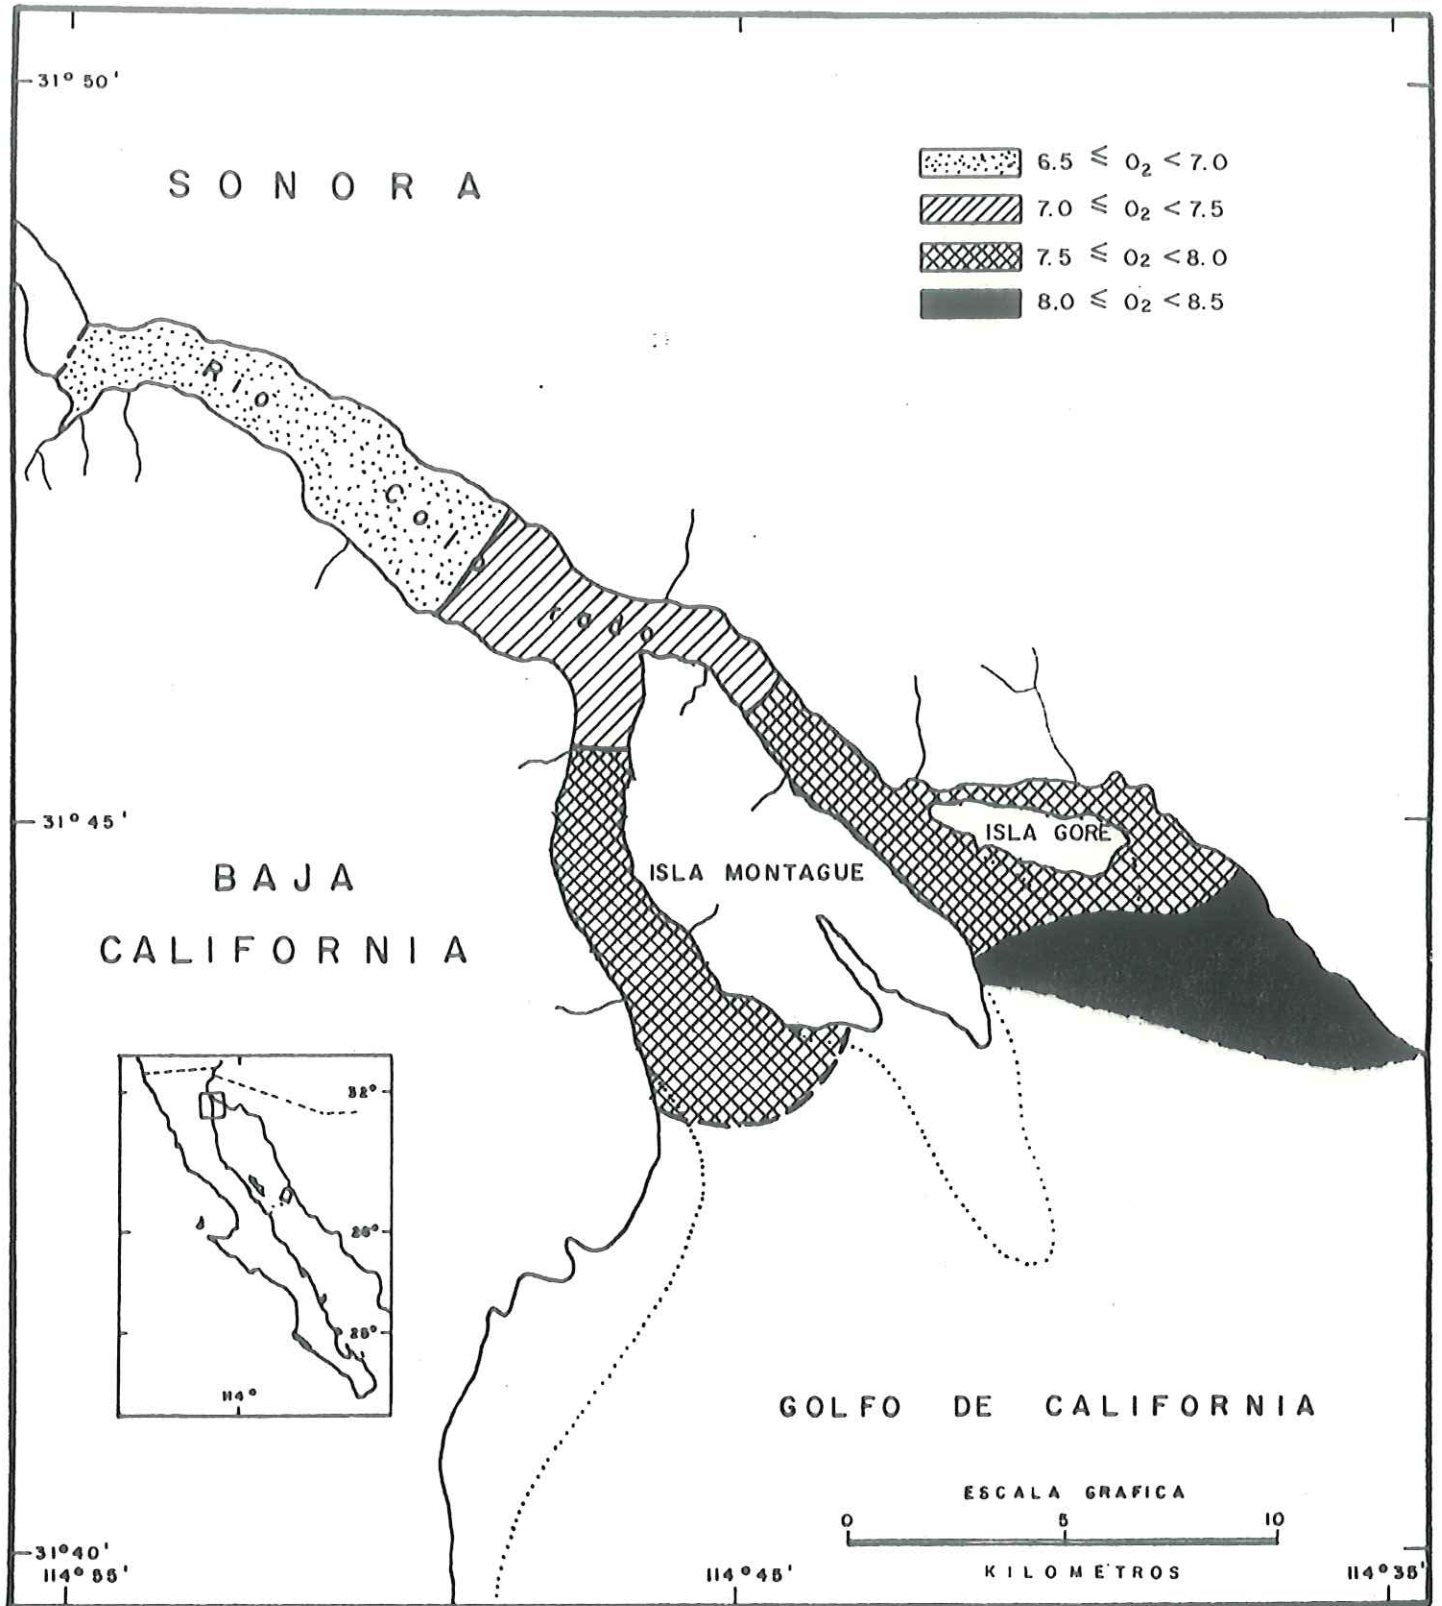 31° 50'
SONORA
6.5 ≤ O₂ < 7.0
7.0 ≤ O₂ < 7.5
7.5 ≤ O₂ < 8.0
8.0 ≤ O₂ < 8.5
Río Colorado
31° 45'
ISLA GORE
ISLA MONTAGUE
BAJA
CALIFORNIA
32°
28°
114°
GOLFO DE CALIFORNIA
ESCALA GRAFICA
0 5 10
KILOMETROS
31° 40'
114° 55' 114° 45' 114° 35'